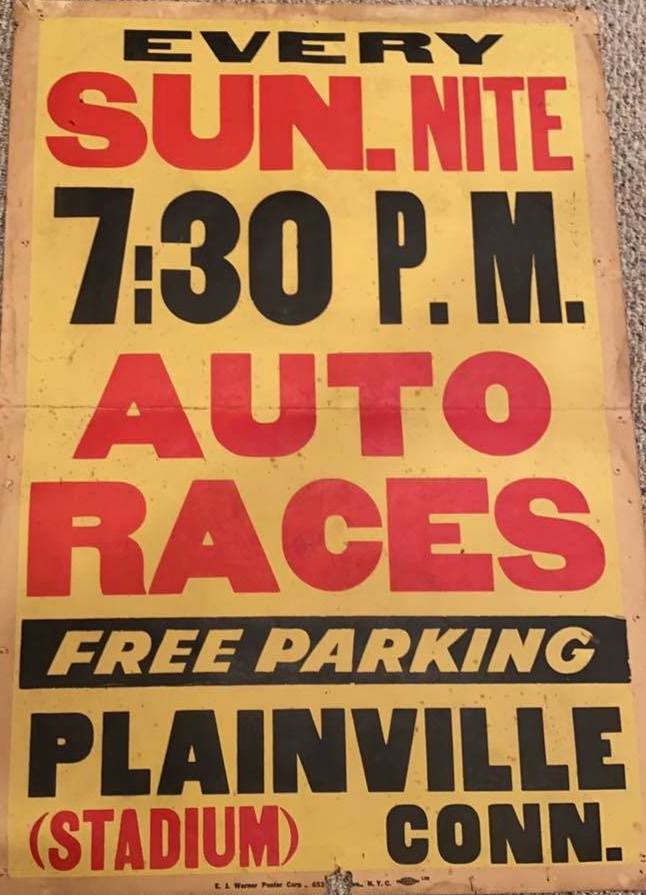 EVERY
SUN. NITE
7:30 P.M.
AUTO
RACES
FREE PARKING
PLAINVILLE
(STADIUM) CONN.
E. J. Warner Poster Corp. N.Y.C.